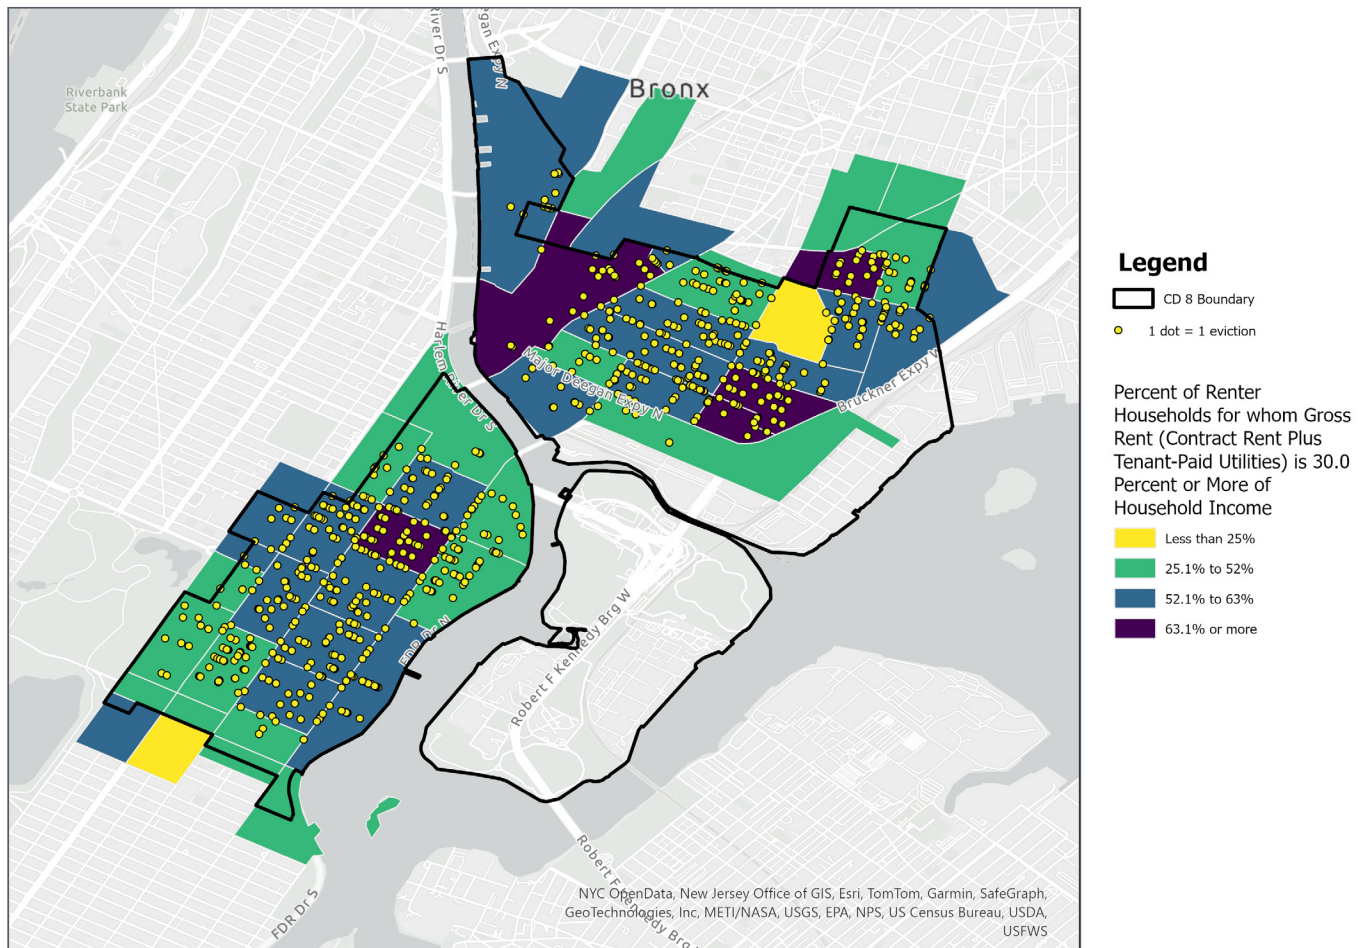 River Dr S
egan Expy N
Riverbank
State Park
Bronx
Harlem River Dr S
Major Deegan Expy N
Bruckner Expy W
FDR Dr N
Robert F Kennedy Brg W
Robert F Kennedy Brg
FDR Dr S
NYC OpenData, New Jersey Office of GIS, Esri, TomTom, Garmin, SafeGraph,
GeoTechnologies, Inc, METI/NASA, USGS, EPA, NPS, US Census Bureau, USDA,
USFWS
Legend
CD 8 Boundary
1 dot = 1 eviction
Percent of Renter
Households for whom Gross
Rent (Contract Rent Plus
Tenant-Paid Utilities) is 30.0
Percent or More of
Household Income
Less than 25%
25.1% to 52%
52.1% to 63%
63.1% or more